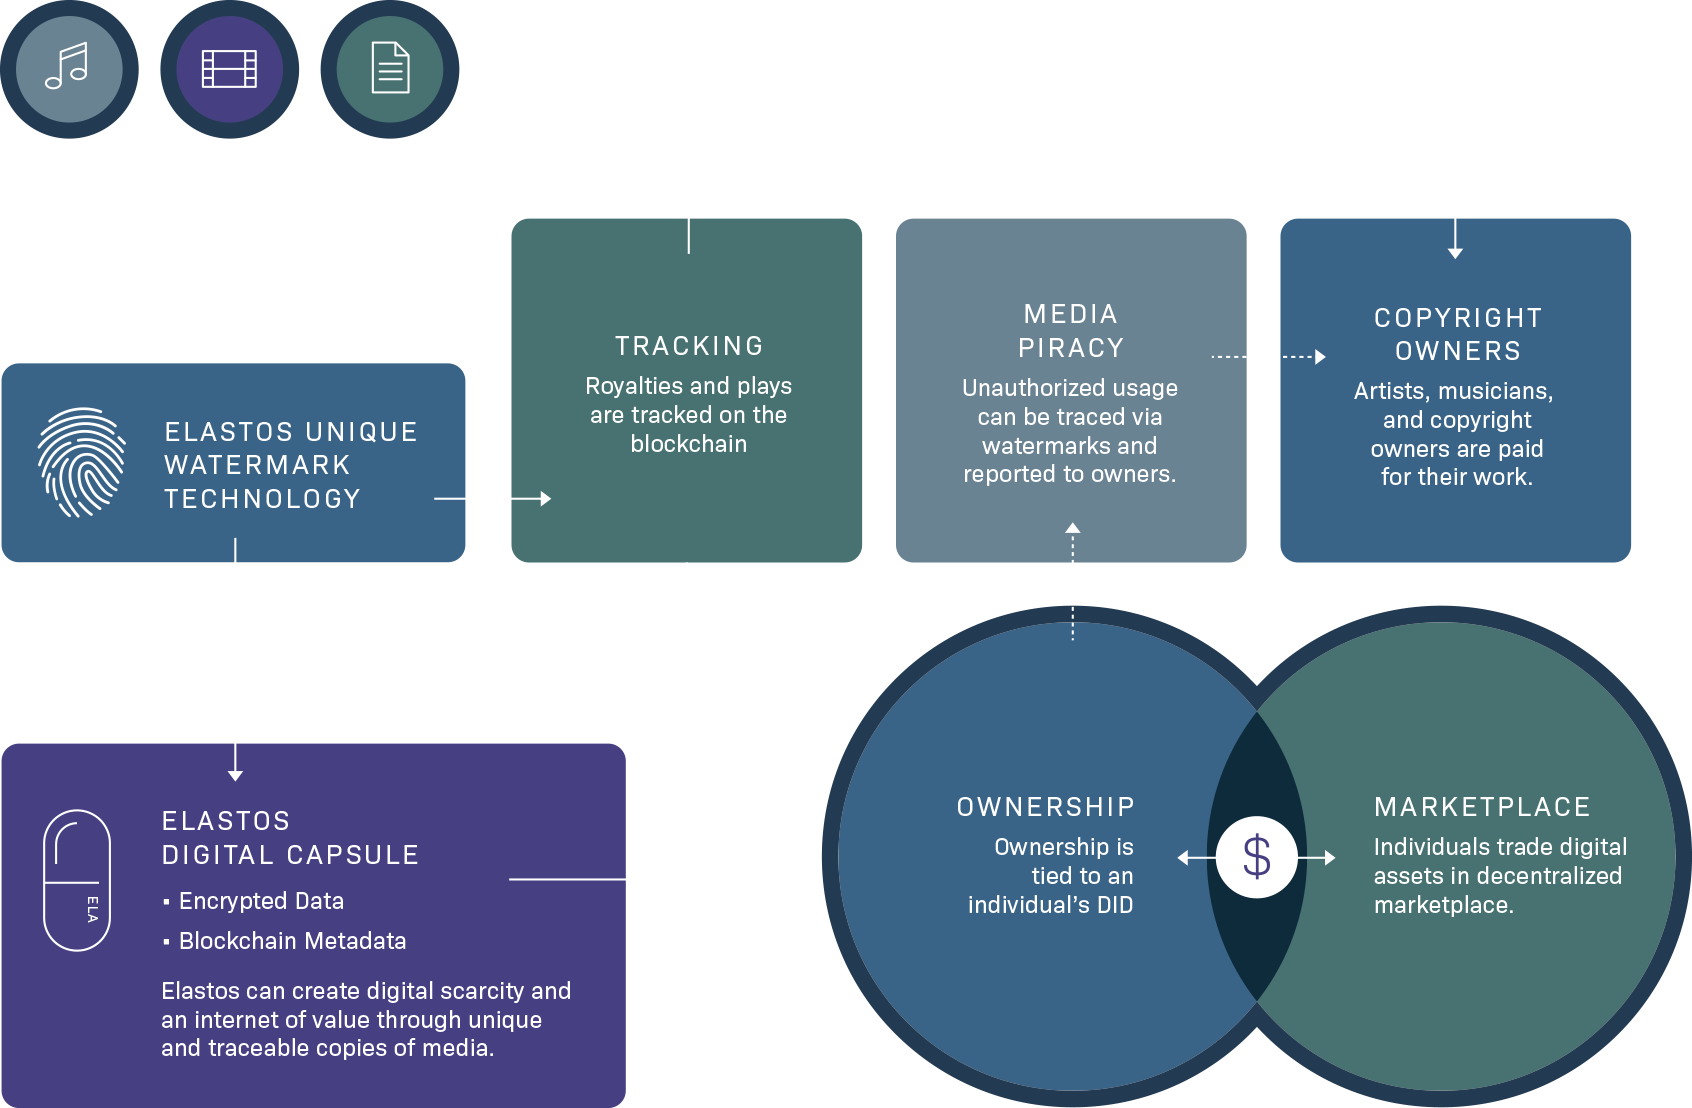 ELASTOS UNIQUE
WATERMARK
TECHNOLOGY
TRACKING
Royalties and plays
are tracked on the
blockchain
MEDIA
PIRACY
Unauthorized usage
can be traced via
watermarks and
reported to owners.
COPYRIGHT
OWNERS
Artists, musicians,
and copyright
owners are paid
for their work.
ELA
ELASTOS
DIGITAL CAPSULE
▪ Encrypted Data
▪ Blockchain Metadata
Elastos can create digital scarcity and
an internet of value through unique
and traceable copies of media.
OWNERSHIP
Ownership is
tied to an
individual's DID
$
MARKETPLACE
Individuals trade digital
assets in decentralized
marketplace.